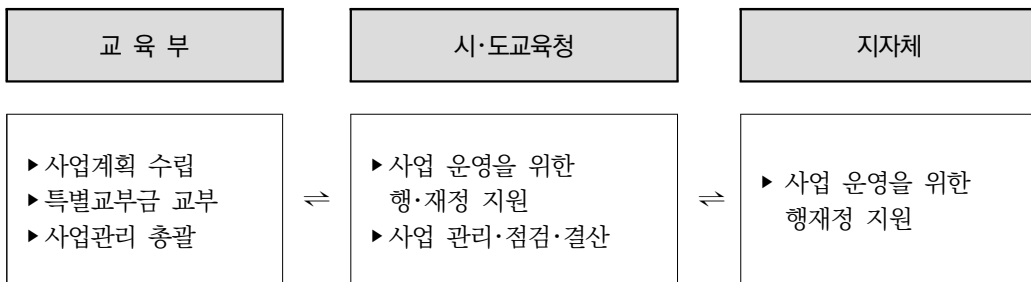 교 육 부
시·도교육청
지자체
▶사업계획 수립
▶특별교부금 교부
▶사업관리 총괄
⇌
▶사업 운영을 위한
행·재정 지원
▶사업 관리·점검·결산
⇌
▶ 사업 운영을 위한
행재정 지원